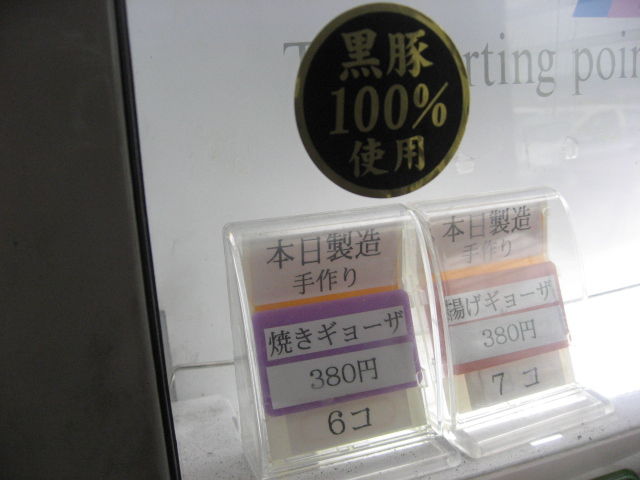 黒豚
100%
使用
rting poin
本日製造
手作り
焼きギョーザ
380円
6コ
本日製造
手作り
揚げギョーザ
380円
7コ